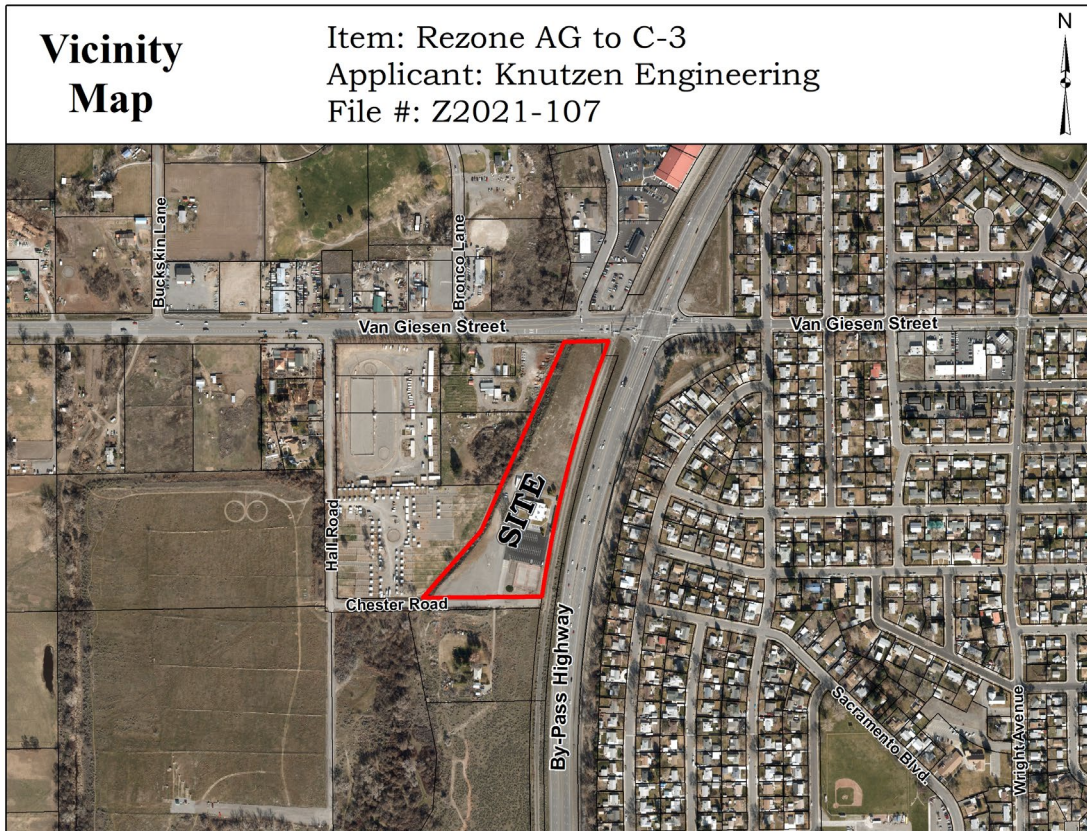 Vicinity
Map
Item: Rezone AG to C-3
Applicant: Knutzen Engineering
File #: Z2021-107
N
Buckskin Lane
Bronco Lane
Van Giesen Street
Van Giesen Street
SITE
Hall Road
Chester Road
By-Pass Highway
Sacramento Blvd.
Wright Avenue